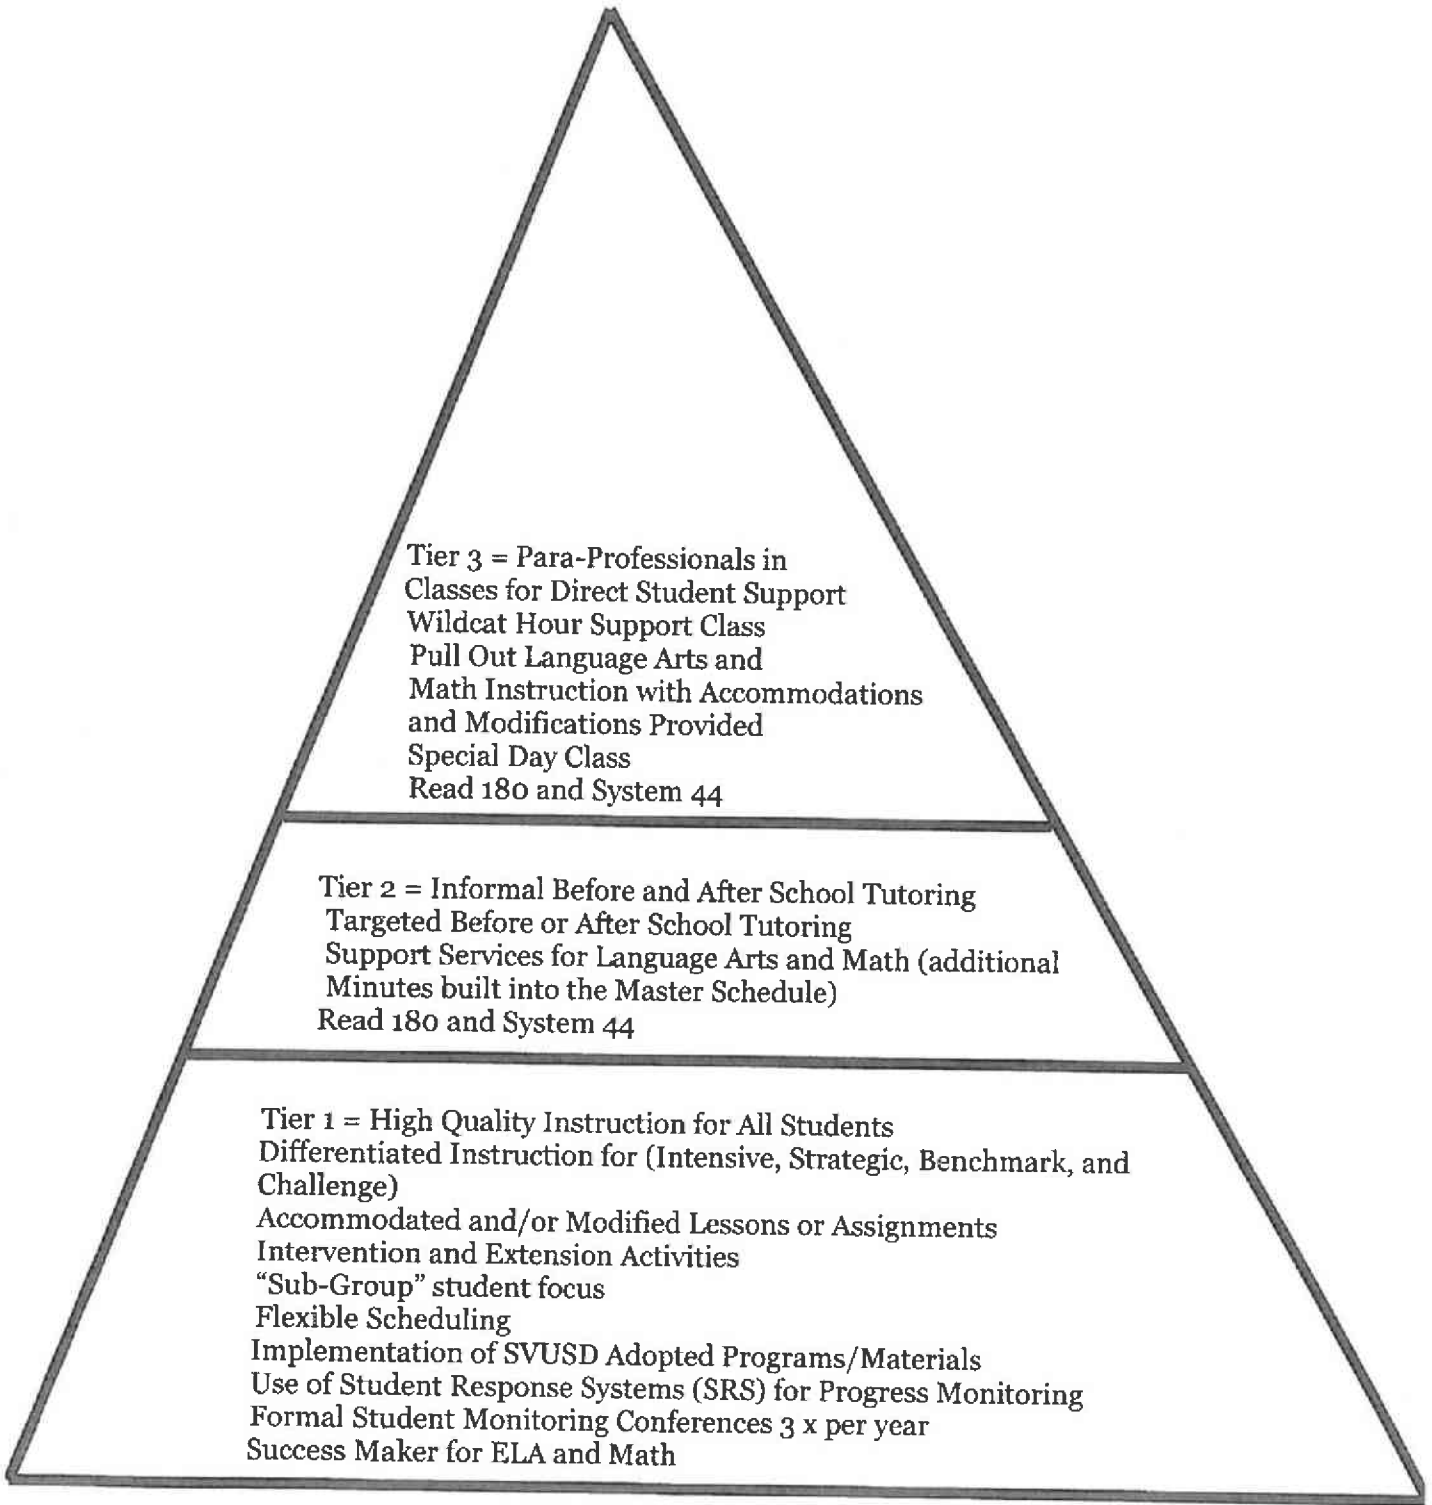 Tier 3 = Para-Professionals in
Classes for Direct Student Support
Wildcat Hour Support Class
Pull Out Language Arts and
Math Instruction with Accommodations
and Modifications Provided
Special Day Class
Read 180 and System 44
Tier 2 = Informal Before and After School Tutoring
Targeted Before or After School Tutoring
Support Services for Language Arts and Math (additional
Minutes built into the Master Schedule)
Read 180 and System 44
Tier 1 = High Quality Instruction for All Students
Differentiated Instruction for (Intensive, Strategic, Benchmark, and
Challenge)
Accommodated and/or Modified Lessons or Assignments
Intervention and Extension Activities
“Sub-Group” student focus
Flexible Scheduling
Implementation of SVUSD Adopted Programs/Materials
Use of Student Response Systems (SRS) for Progress Monitoring
Formal Student Monitoring Conferences 3 x per year
Success Maker for ELA and Math